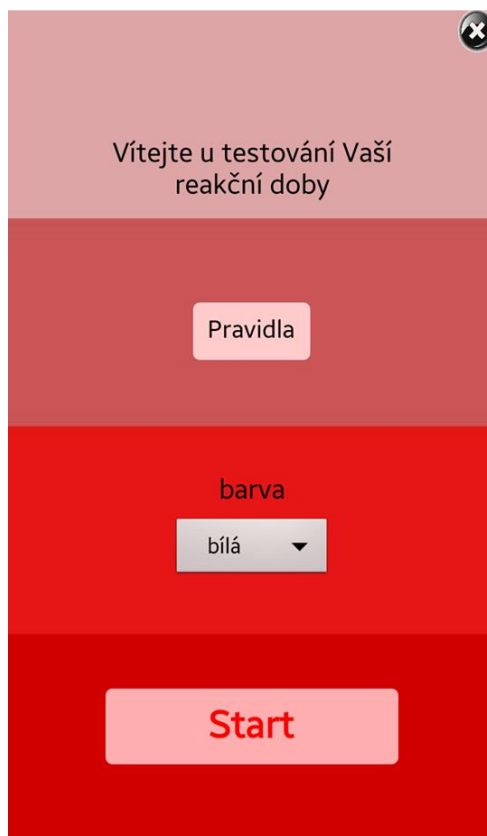 Vítejte u testování Vaší
reakční doby
Pravidla
barva
bílá
Start